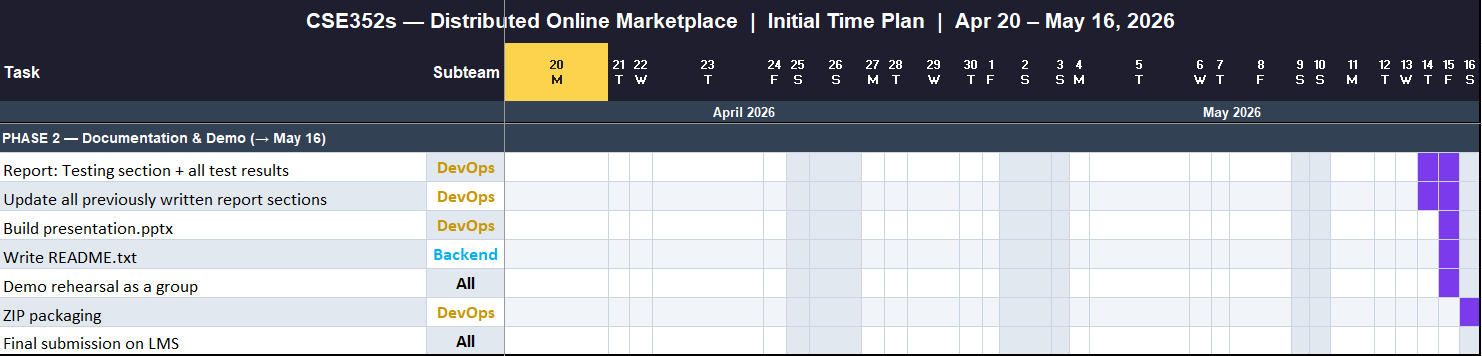 CSE352s — Distributed Online Marketplace | Initial Time Plan | Apr 20 – May 16, 2026
Task Subteam 20 21 22 23 24 25 26 27 28 29 30 1 2 3 4 5 6 7 8 9 10 11 12 13 14 15 16
M T W T F S S M T W T F S S M T W T F S S M T W T F S
April 2026 May 2026
PHASE 2 — Documentation & Demo (→ May 16)
Report: Testing section + all test results DevOps
Update all previously written report sections DevOps
Build presentation.pptx DevOps
Write README.txt Backend
Demo rehearsal as a group All
ZIP packaging DevOps
Final submission on LMS All